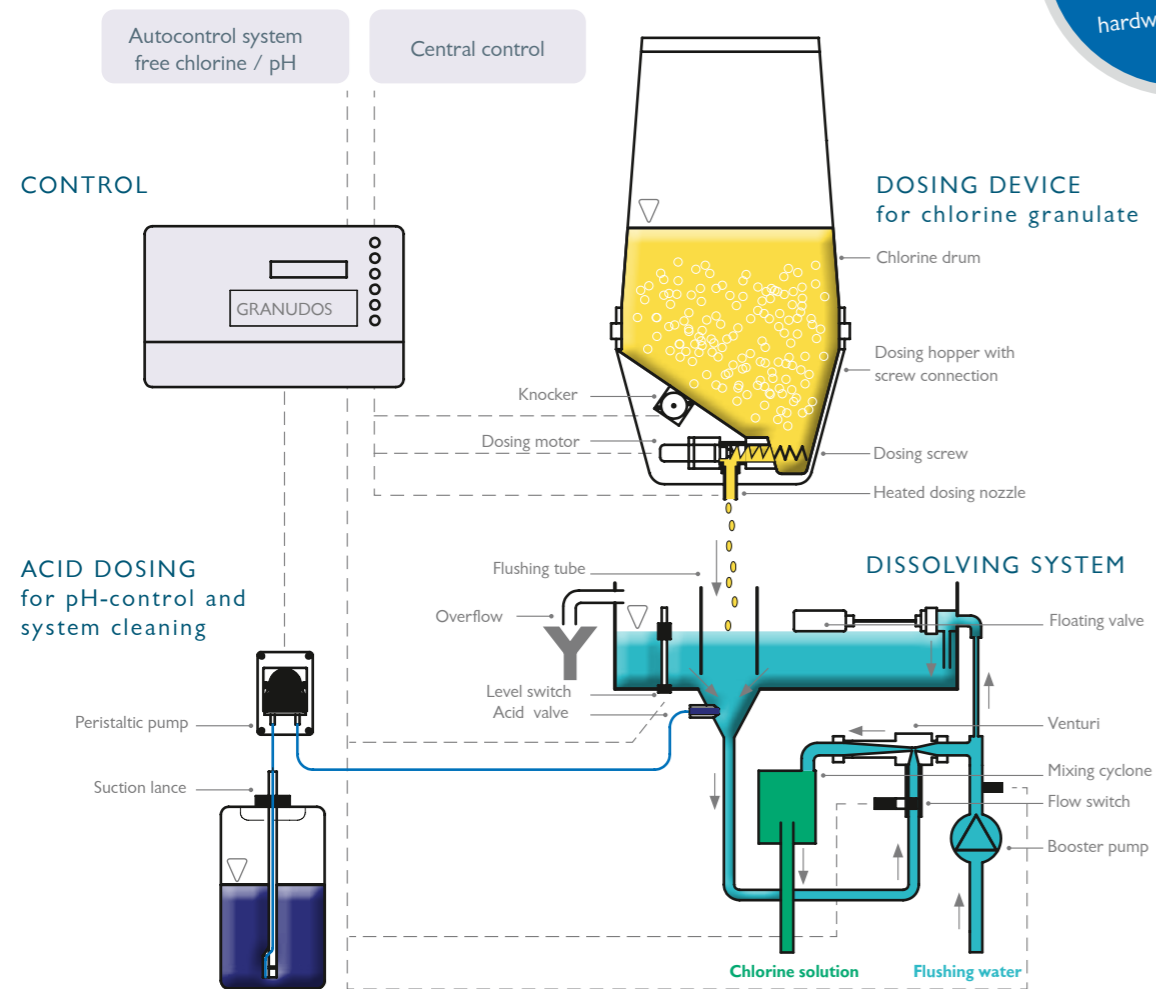 Autocontrol system
free chlorine / pH
Central control
CONTROL
GRANUDOS
DOSING DEVICE
for chlorine granulate
Chlorine drum
Dosing hopper with
screw connection
Knocker
Dosing motor
Dosing screw
Heated dosing nozzle
ACID DOSING
for pH-control and
system cleaning
DISSOLVING SYSTEM
Flushing tube
Overflow
Floating valve
Level switch
Acid valve
Peristaltic pump
Venturi
Suction lance
Mixing cyclone
Flow switch
Booster pump
Chlorine solution
Flushing water